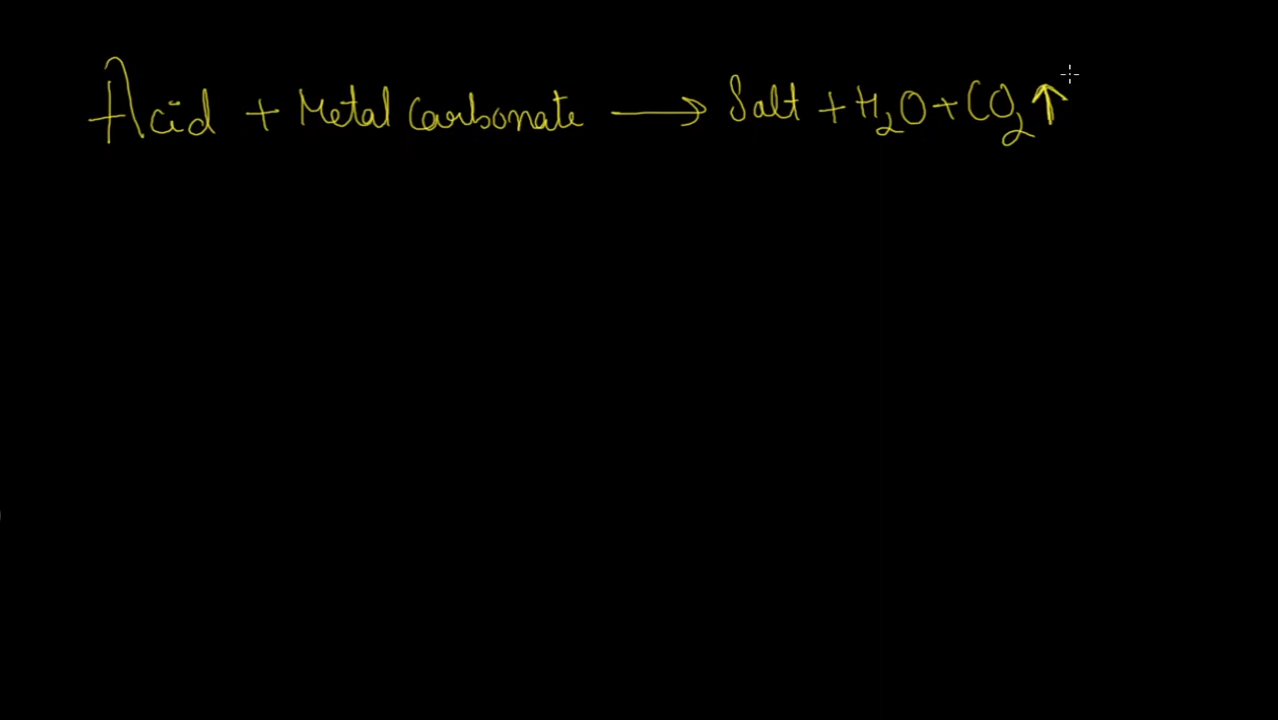 Acid + Metal carbonate ⟶ Salt + H₂O + CO₂ ↑